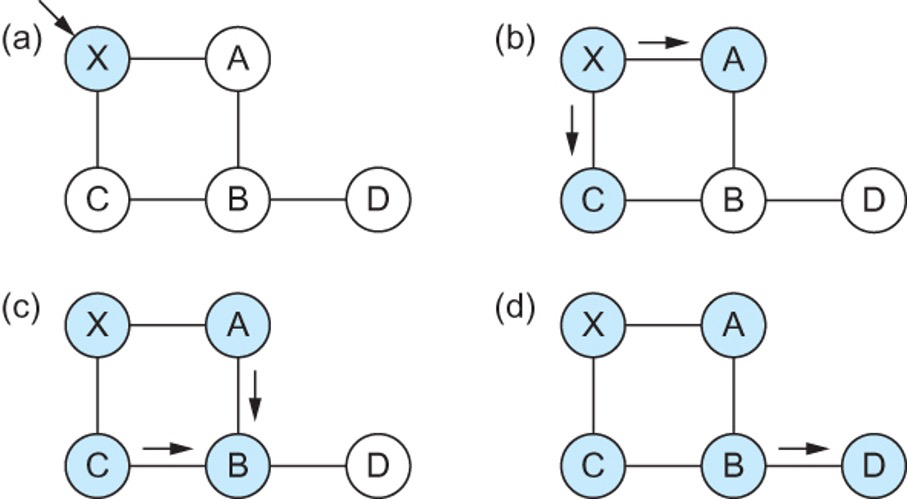 (a) X A
C B D
(b) X A
C B D
(c) X A
C B D
(d) X A
C B D